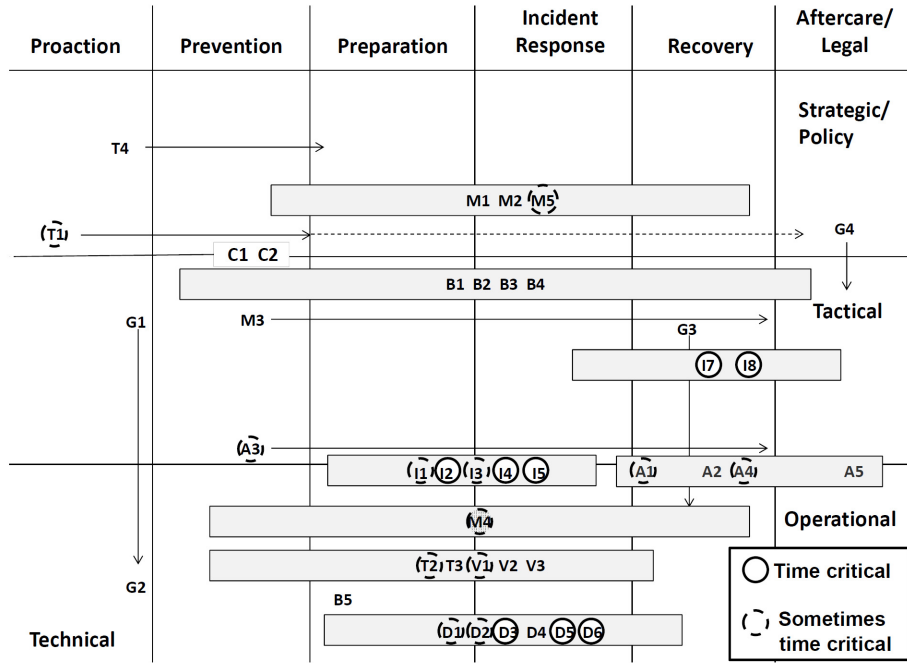 Proaction
Prevention
Preparation
Incident
Response
Recovery
Aftercare/
Legal
Strategic/
Policy
T4
M1 M2 M5
T1
G4
C1 C2
B1 B2 B3 B4
Tactical
G1
M3
G3
I7 I8
A3
I1 I2 I3 I4 I5
A1 A2 A4 A5
M4
Operational
T2 T3 V1 V2 V3
G2
B5
D1 D2 D3 D4 D5 D6
Technical
Time critical
Sometimes
time critical